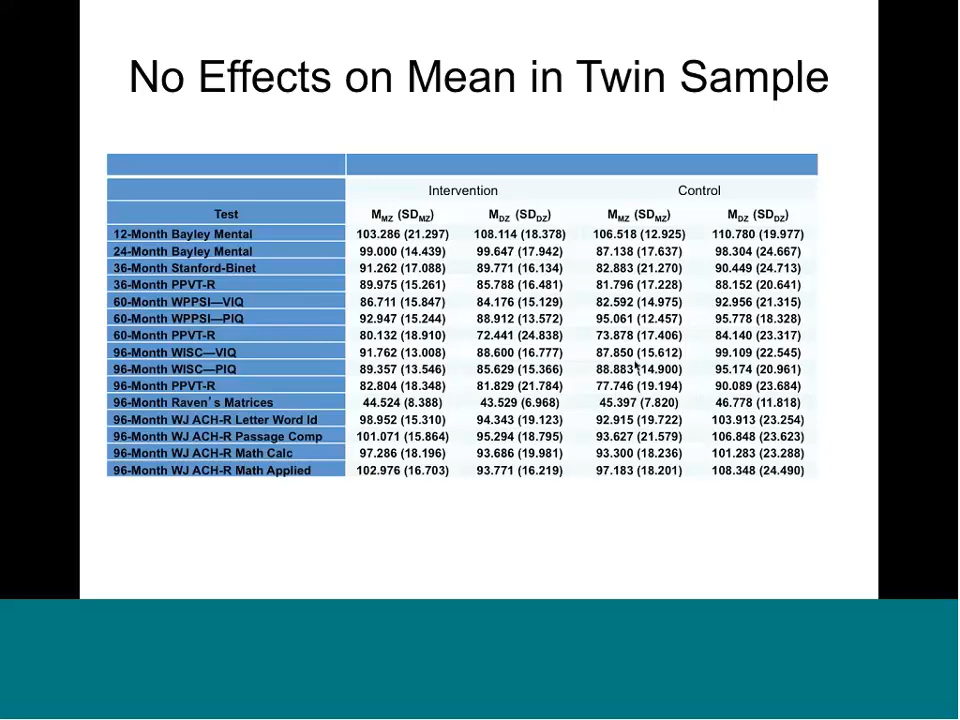 No Effects on Mean in Twin Sample
Intervention Control
Test M_MZ (SD_MZ) M_DZ (SD_DZ) M_MZ (SD_MZ) M_DZ (SD_DZ)
12-Month Bayley Mental 103.286 (21.297) 108.114 (18.378) 106.518 (12.925) 110.780 (19.977)
24-Month Bayley Mental 99.000 (14.439) 99.647 (17.942) 87.138 (17.637) 98.304 (24.667)
36-Month Stanford-Binet 91.262 (17.088) 89.771 (16.134) 82.883 (21.270) 90.449 (24.713)
36-Month PPVT-R 89.975 (15.261) 85.788 (16.481) 81.796 (17.228) 88.152 (20.641)
60-Month WPPSI—VIQ 86.711 (15.847) 84.176 (15.129) 82.592 (14.975) 92.956 (21.315)
60-Month WPPSI—PIQ 92.947 (15.244) 88.912 (13.572) 95.061 (12.457) 95.778 (18.328)
60-Month PPVT-R 80.132 (18.910) 72.441 (24.838) 73.878 (17.406) 84.140 (23.317)
96-Month WISC—VIQ 91.762 (13.008) 88.600 (16.777) 87.850 (15.612) 99.109 (22.545)
96-Month WISC—PIQ 89.357 (13.546) 85.629 (15.366) 88.883 (14.900) 95.174 (20.961)
96-Month PPVT-R 82.804 (18.348) 81.829 (21.784) 77.746 (19.194) 90.089 (23.684)
96-Month Raven's Matrices 44.524 (8.388) 43.529 (6.968) 45.397 (7.820) 46.778 (11.818)
96-Month WJ ACH-R Letter Word Id 98.952 (15.310) 94.343 (19.123) 92.915 (19.722) 103.913 (23.254)
96-Month WJ ACH-R Passage Comp 101.071 (15.864) 95.294 (18.795) 93.627 (21.579) 106.848 (23.623)
96-Month WJ ACH-R Math Calc 97.286 (18.196) 93.686 (19.981) 93.300 (18.236) 101.283 (23.288)
96-Month WJ ACH-R Math Applied 102.976 (16.703) 93.771 (16.219) 97.183 (18.201) 108.348 (24.490)